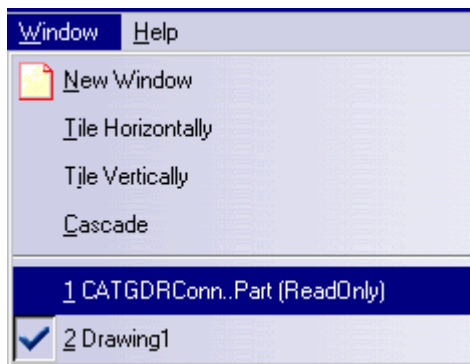 Window Help
New Window
Tile Horizontally
Tile Vertically
Cascade
1 CATGDRConn..Part (ReadOnly)
2 Drawing1